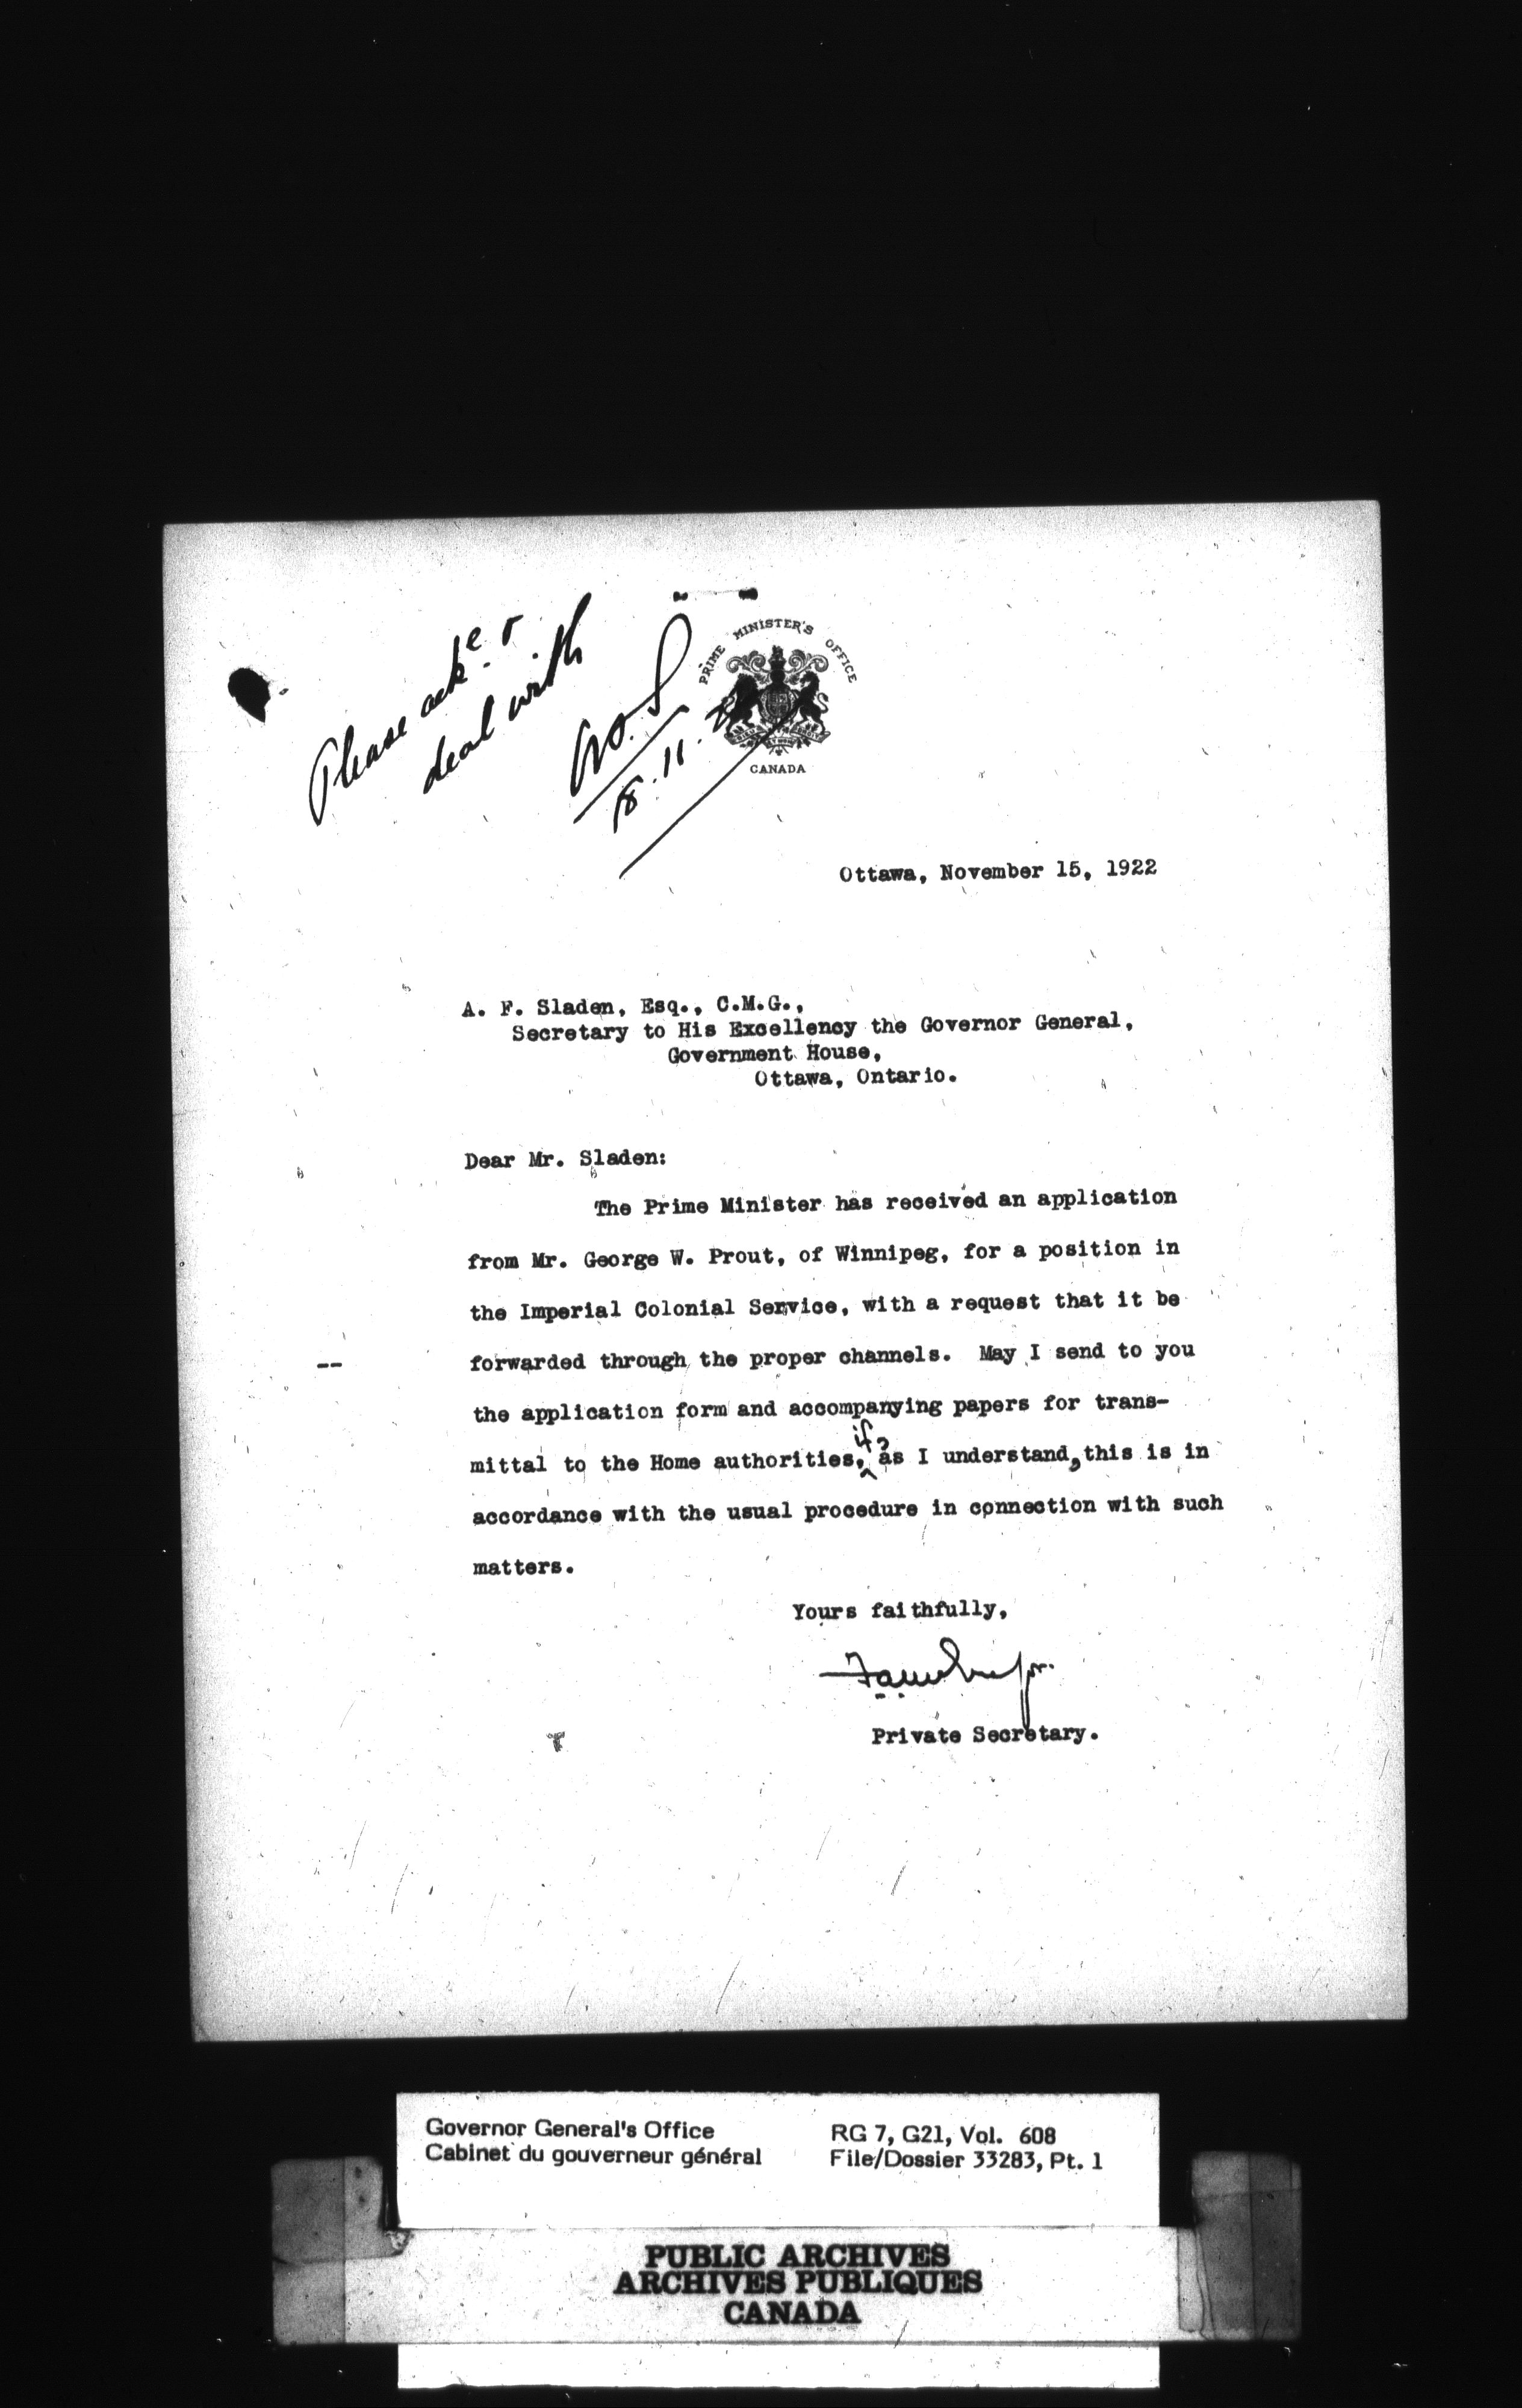 Please ack^e. &
deal with
18.11.
PRIME MINISTER'S OFFICE
CANADA
Ottawa, November 15, 1922
A. F. Sladen, Esq., C.M.G.,
Secretary to His Excellency the Governor General,
Government House,
Ottawa, Ontario.
Dear Mr. Sladen:
The Prime Minister has received an application
from Mr. George W. Prout, of Winnipeg, for a position in
the Imperial Colonial Service, with a request that it be
forwarded through the proper channels. May I send to you
the application form and accompanying papers for trans-
mittal to the Home authorities, if, as I understand, this is in
accordance with the usual procedure in connection with such
matters.
Yours faithfully,
Private Secretary.
Governor General's Office
Cabinet du gouverneur général
RG 7, G21, Vol. 608
File/Dossier 33283, Pt. 1
PUBLIC ARCHIVES
ARCHIVES PUBLIQUES
CANADA